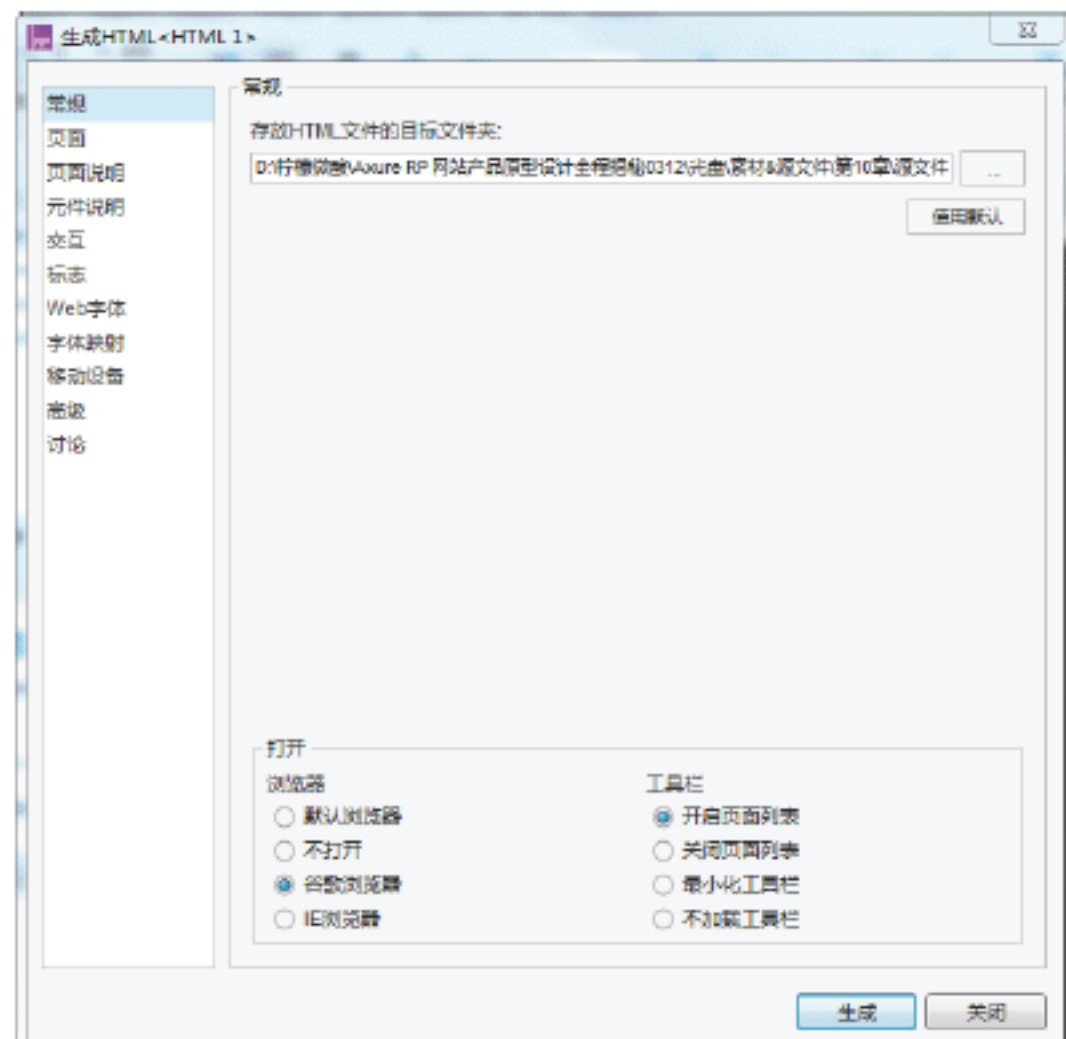 生成HTML<HTML 1>
常规
页面
页面说明
元件说明
交互
标志
Web字体
字体映射
移动设备
高级
讨论
常规
存放HTML文件的目标文件夹:
D:\柠檬微酸\Axure RP 网站产品原型设计全程揭秘0312\光盘\素材&源文件\第10章\源文件
...
使用默认
打开
浏览器
默认浏览器
不打开
谷歌浏览器
IE浏览器
工具栏
开启页面列表
关闭页面列表
最小化工具栏
不加载工具栏
生成
关闭